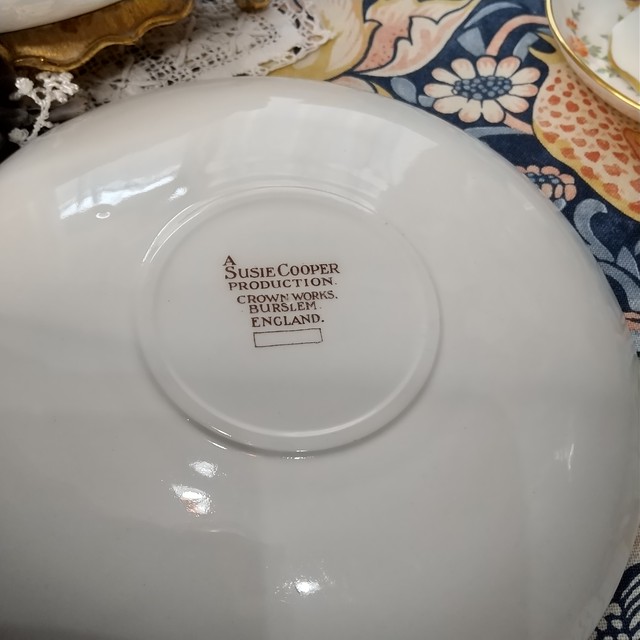 A
SUSIE COOPER
PRODUCTION.
CROWN WORKS.
BURSLEM
ENGLAND.